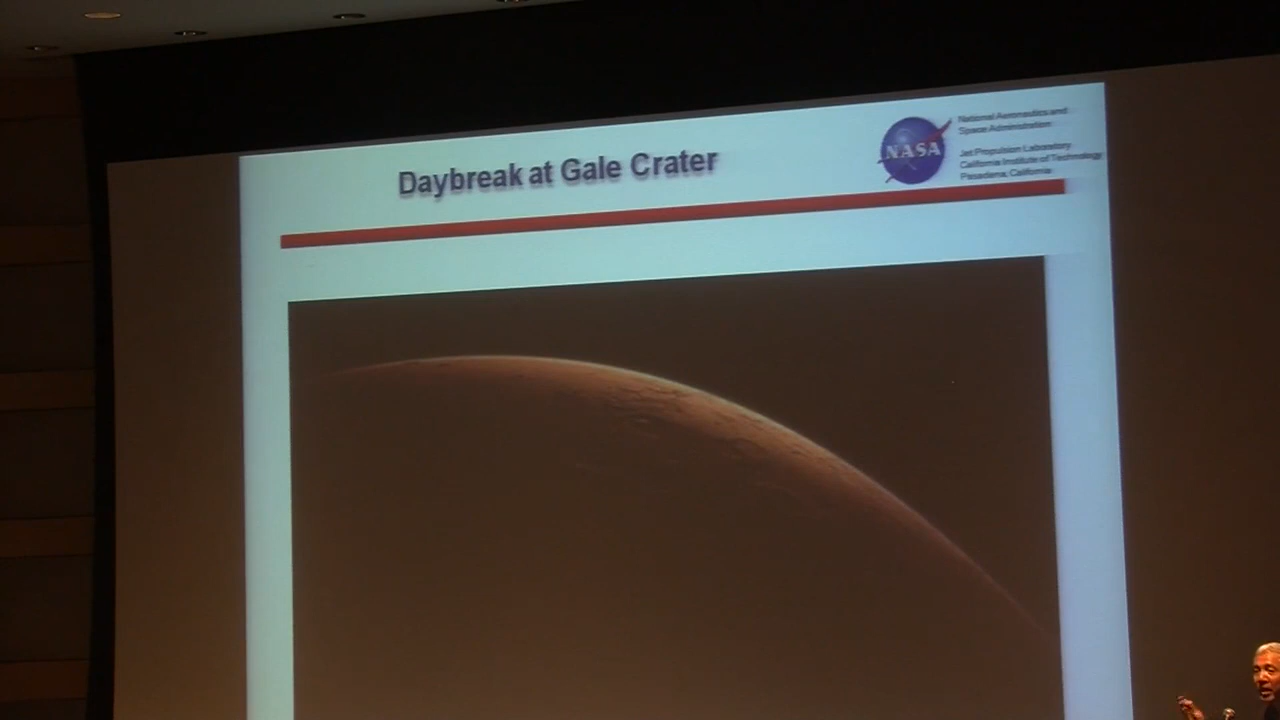 Daybreak at Gale Crater
NASA
National Aeronautics and
Space Administration
Jet Propulsion Laboratory
California Institute of Technology
Pasadena, California